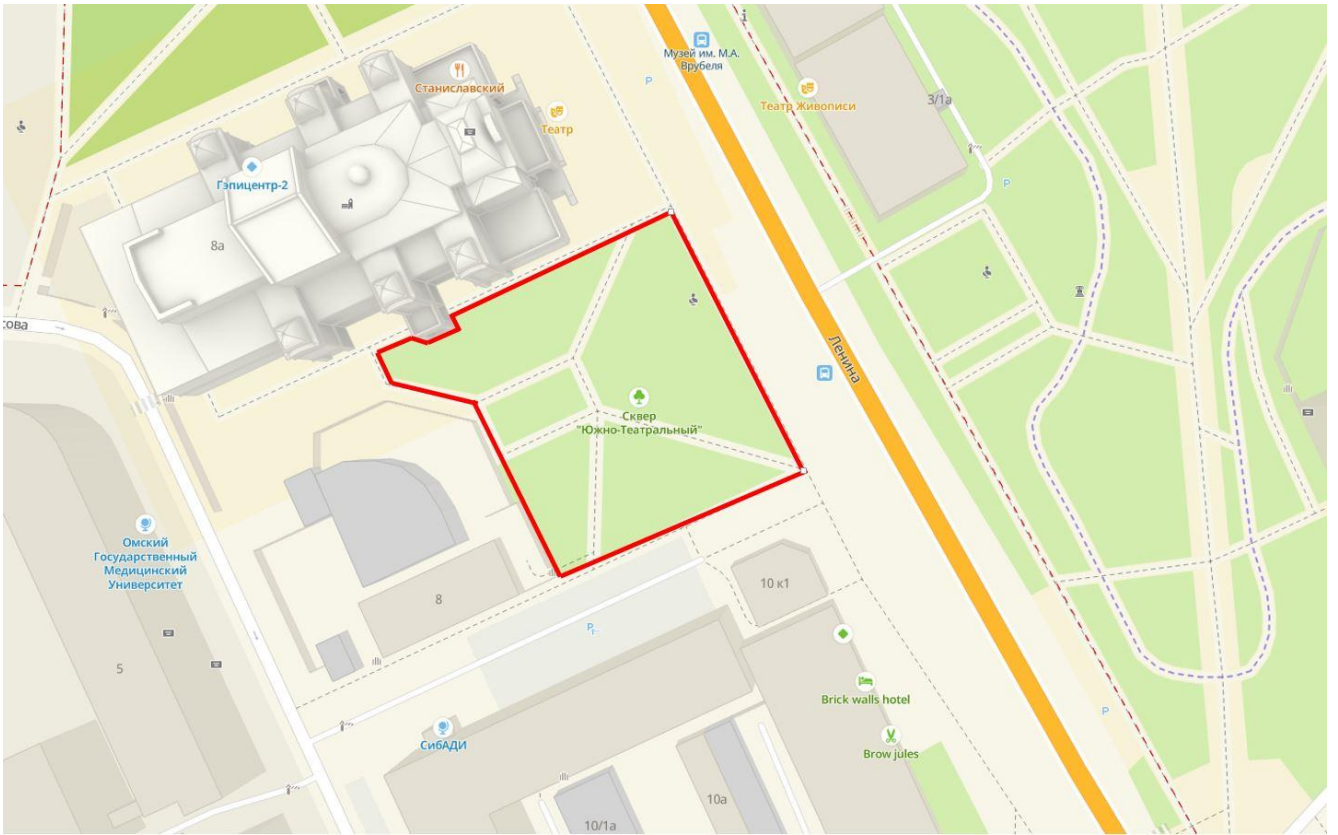 i
Музей им. М.А.
Врубеля
Станиславский
P
Театр Живописи
3/1а
Театр
Гэпицентр-2
P
8а
сова
Ленина
Сквер
"Южно-Театральный"
Омский
Государственный
Медицинский
Университет
8
10 к1
P
5
Brick walls hotel
P
СибАДИ
Brow jules
10а
10/1а